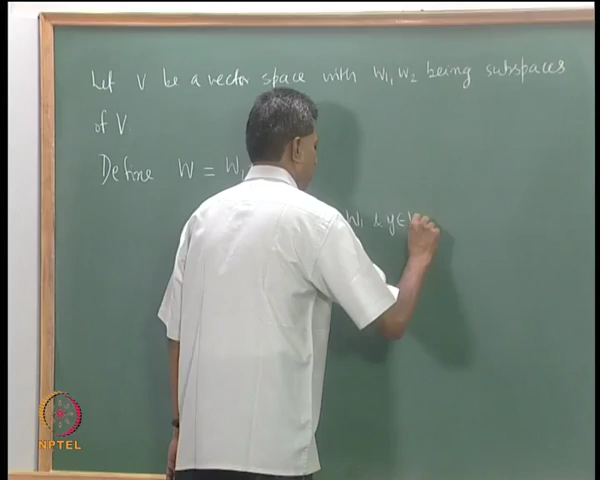 Let V be a vector space with W1, W2 being subspaces
of V.
Define W = W1
W1 & y ∈
NPTEL